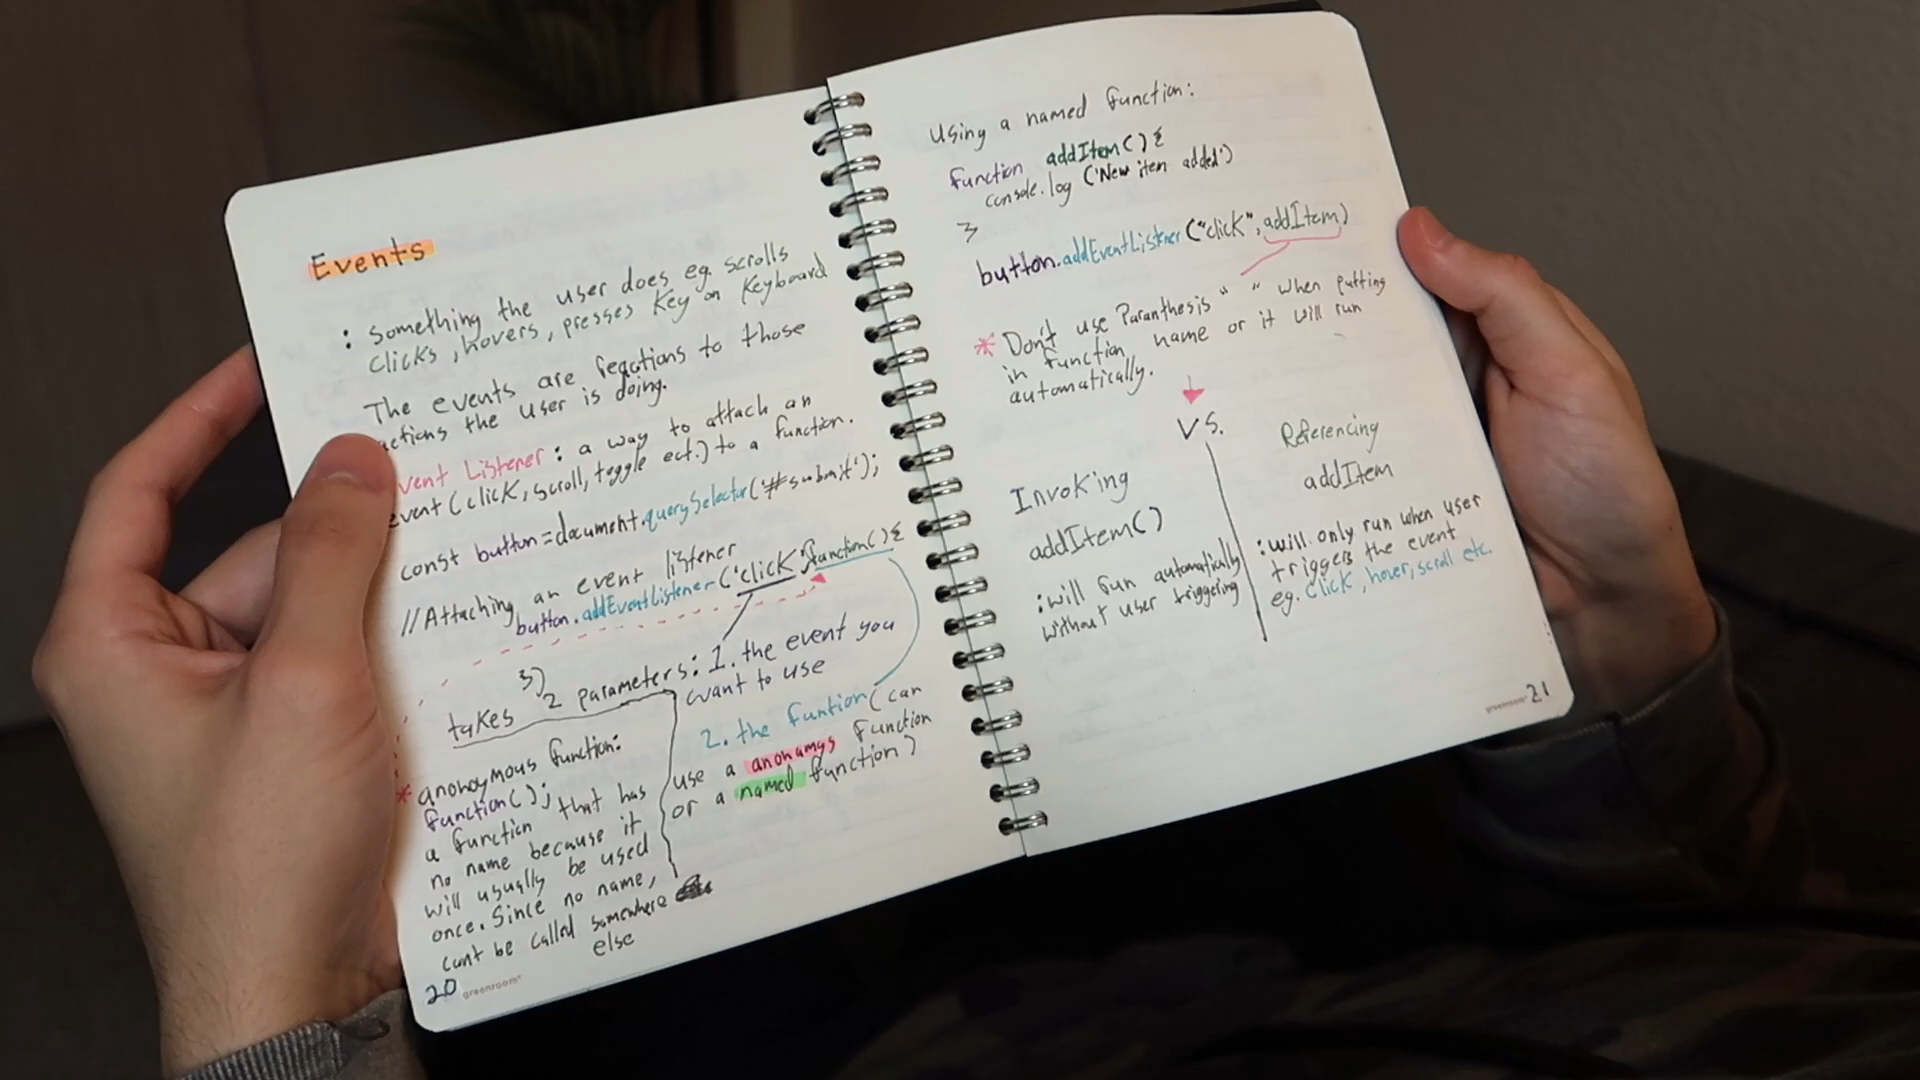 Events
: something the user does eg. scrolls
clicks, hovers, presses key on keyboard
The events are reactions to those
actions the user is doing.
vent Listener : a way to attach an
event (click, scroll, toggle ect.) to a function.
const button = document.querySelector('#submit');
//Attaching an event listener
button.addEventListener('click', function(){
3)
takes 2 parameters: 1. the event you
want to use
2. the funtion (can
use a anonamys function
or a named function)
* anonoymous function:
function();
a function that has
no name because it
will usually be used
once. Since no name,
cant be called somewhere
else
20 greenroom
Using a named function:
function addItem(){
console.log ('New item added')
}
button.addEventListener("click", addItem)
* Don't use Paranthesis " " when putting
in function name or it will run
automatically.
VS.
Invoking
addItem()
: will run automatically
without user triggering
Referencing
addItem
: will only run when user
triggers the event
eg. click, hover, scroll etc.
greenroom 21